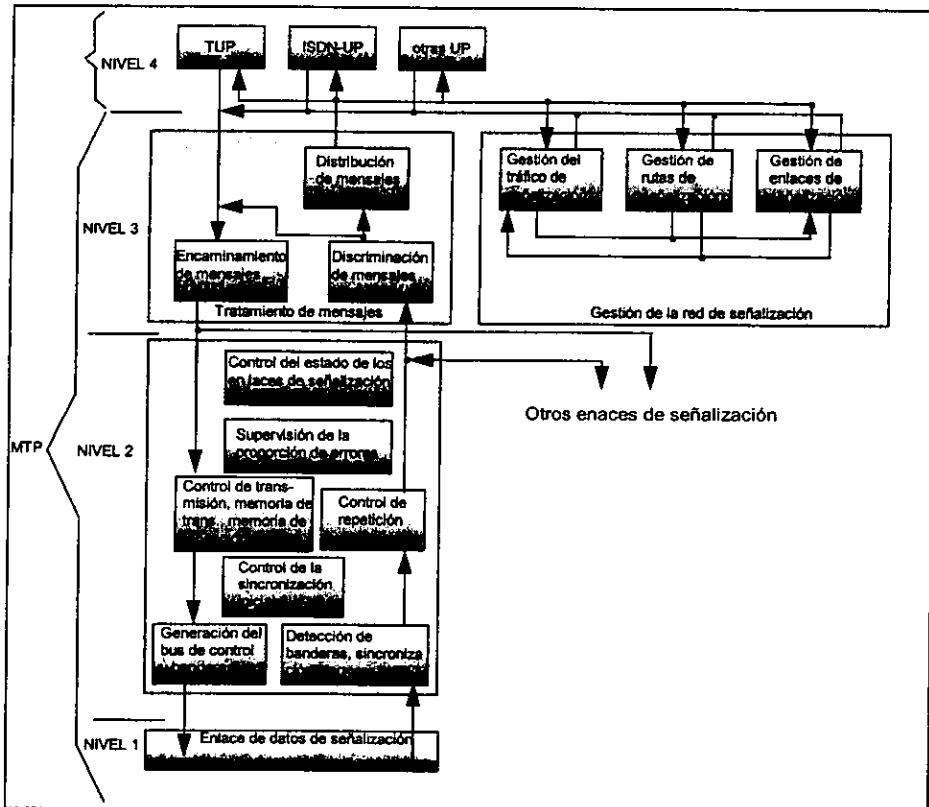 NIVEL 4
TUP
ISDN-UP
otras UP
Distribución
de mensajes
Gestión del
tráfico de
Gestión de
rutas de
Gestión de
enlaces de
NIVEL 3
Encaminamiento
de mensajes
Discriminación
de mensajes
Tratamiento de mensajes
Gestión de la red de señalización
Control del estado de los
enlaces de señalización
Otros enaces de señalización
MTP
NIVEL 2
Supervisión de la
proporción de errores
Control de trans-
misión, memoria de
trans., memoria de
Control de
repetición
Control de la
sincronización
Generación del
bus de control
Detección de
banderas, sincroniza
NIVEL 1
Enlace de datos de señalización